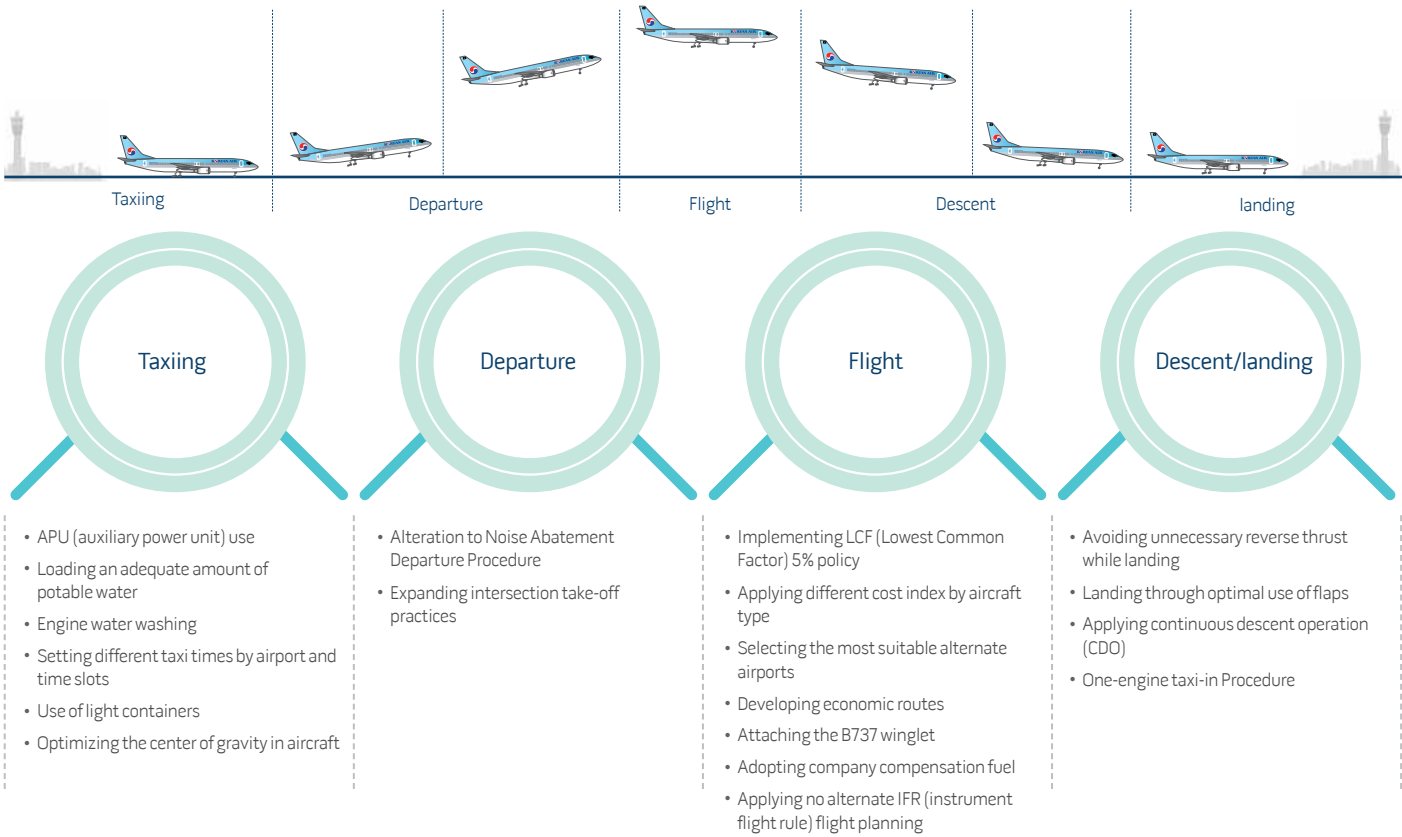 Taxiing
Departure
Flight
Descent
landing
Taxiing
Departure
Flight
Descent/landing
• APU (auxiliary power unit) use
• Loading an adequate amount of
potable water
• Engine water washing
• Setting different taxi times by airport and
time slots
• Use of light containers
• Optimizing the center of gravity in aircraft
• Alteration to Noise Abatement
Departure Procedure
• Expanding intersection take-off
practices
• Implementing LCF (Lowest Common
Factor) 5% policy
• Applying different cost index by aircraft
type
• Selecting the most suitable alternate
airports
• Developing economic routes
• Attaching the B737 winglet
• Adopting company compensation fuel
• Applying no alternate IFR (instrument
flight rule) flight planning
• Avoiding unnecessary reverse thrust
while landing
• Landing through optimal use of flaps
• Applying continuous descent operation
(CDO)
• One-engine taxi-in Procedure